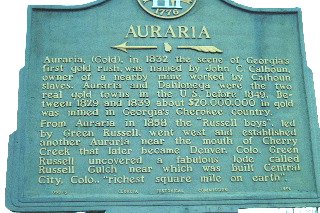 1776
AURARIA
Auraria, (Gold), in 1832 the scene of Georgia's
first gold rush, was named by John C. Calhoun,
owner of a nearby mine worked by Calhoun
slaves. Auraria and Dahlonega were the two
real gold towns in the U.S. before 1849. Be-
tween 1829 and 1839 about $20,000,000 in gold
was mined in Georgia's Cherokee Country.
From Auraria in 1858 the "Russell boys", led
by Green Russell, went west and established
another Auraria near the mouth of Cherry
Creek that later became Denver, Colo. Green
Russell uncovered a fabulous lode called
Russell Gulch near which was built Central
City, Colo., "richest square mile on earth".
GEORGIA HISTORICAL COMMISSION